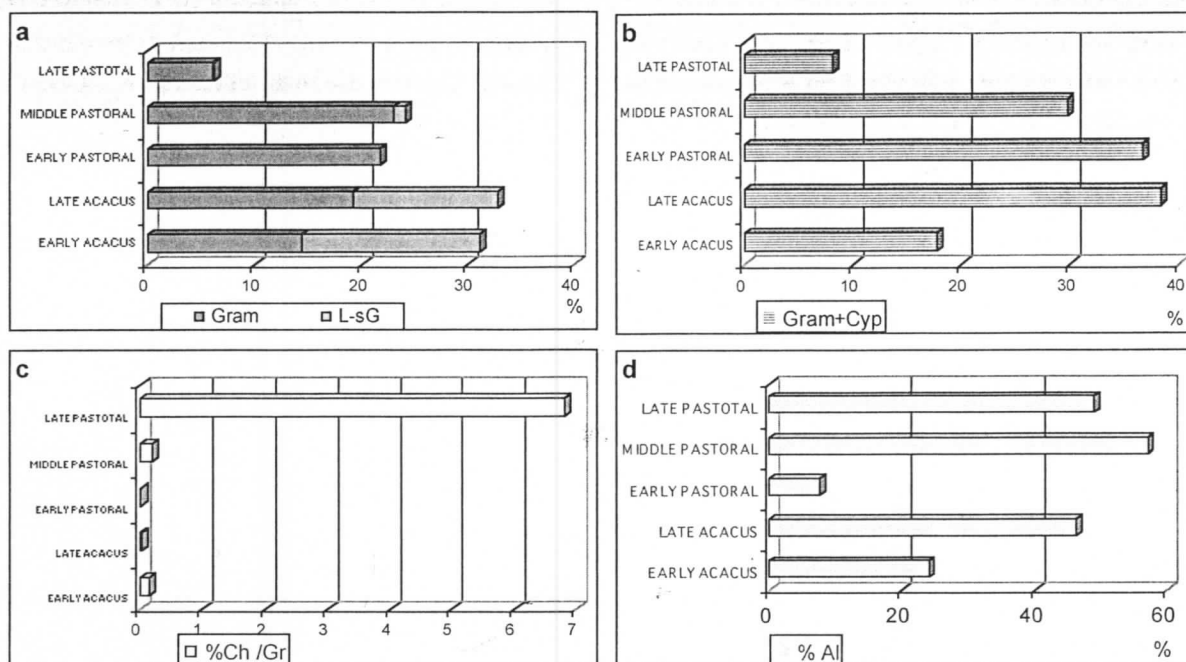 a
LATE PASTOTAL
MIDDLE PASTORAL
EARLY PASTORAL
LATE ACACUS
EARLY ACACUS
0 10 20 30 40
%
Gram L-sG
b
LATE PASTOTAL
MIDDLE PASTORAL
EARLY PASTORAL
LATE ACACUS
EARLY ACACUS
0 10 20 30 40
Gram+Cyp %
c
LATE PASTOTAL
MIDDLE PASTORAL
EARLY PASTORAL
LATE ACACUS
EARLY ACACUS
0 1 2 3 4 5 6 7
%Ch /Gr
d
LATE PASTOTAL
MIDDLE PASTORAL
EARLY PASTORAL
LATE ACACUS
EARLY ACACUS
0 20 40 60
% Al %